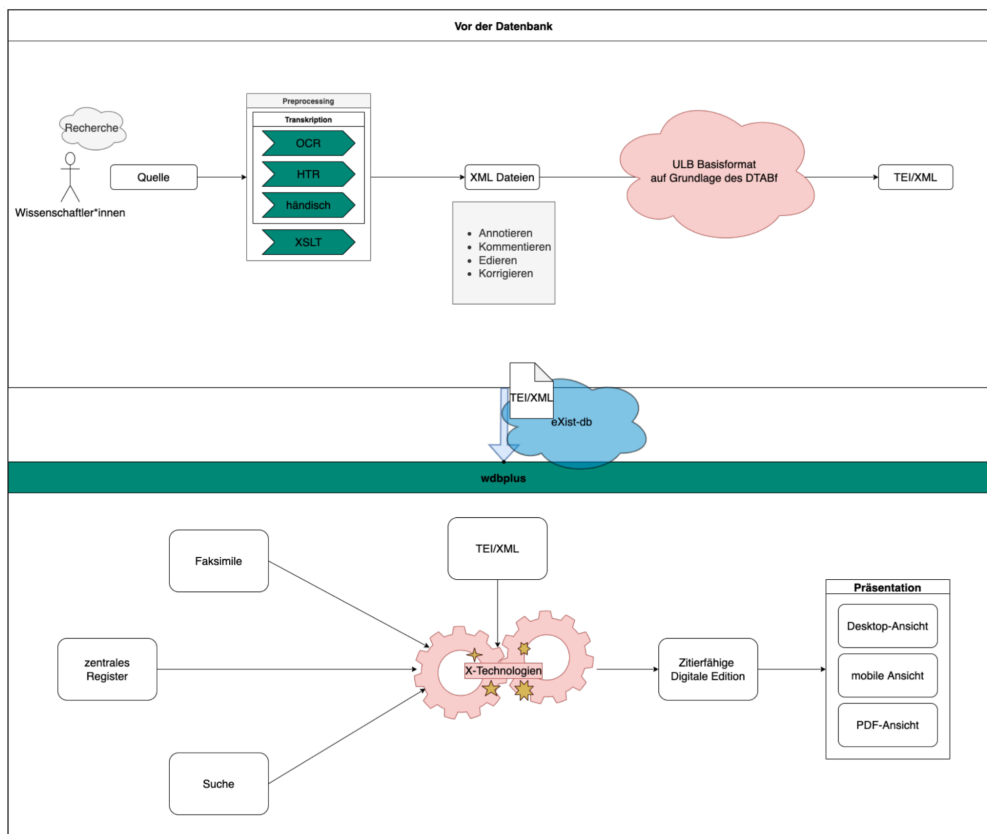 Vor der Datenbank
Recherche
Wissenschaftler*innen
Quelle
Preprocessing
Transkription
OCR
HTR
händisch
XSLT
XML Dateien
• Annotieren
• Kommentieren
• Edieren
• Korrigieren
ULB Basisformat
auf Grundlage des DTABf
TEI/XML
TEI/XML
eXist-db
wdbplus
Faksimile
TEI/XML
zentrales
Register
Suche
X-Technologien
Zitierfähige
Digitale Edition
Präsentation
Desktop-Ansicht
mobile Ansicht
PDF-Ansicht